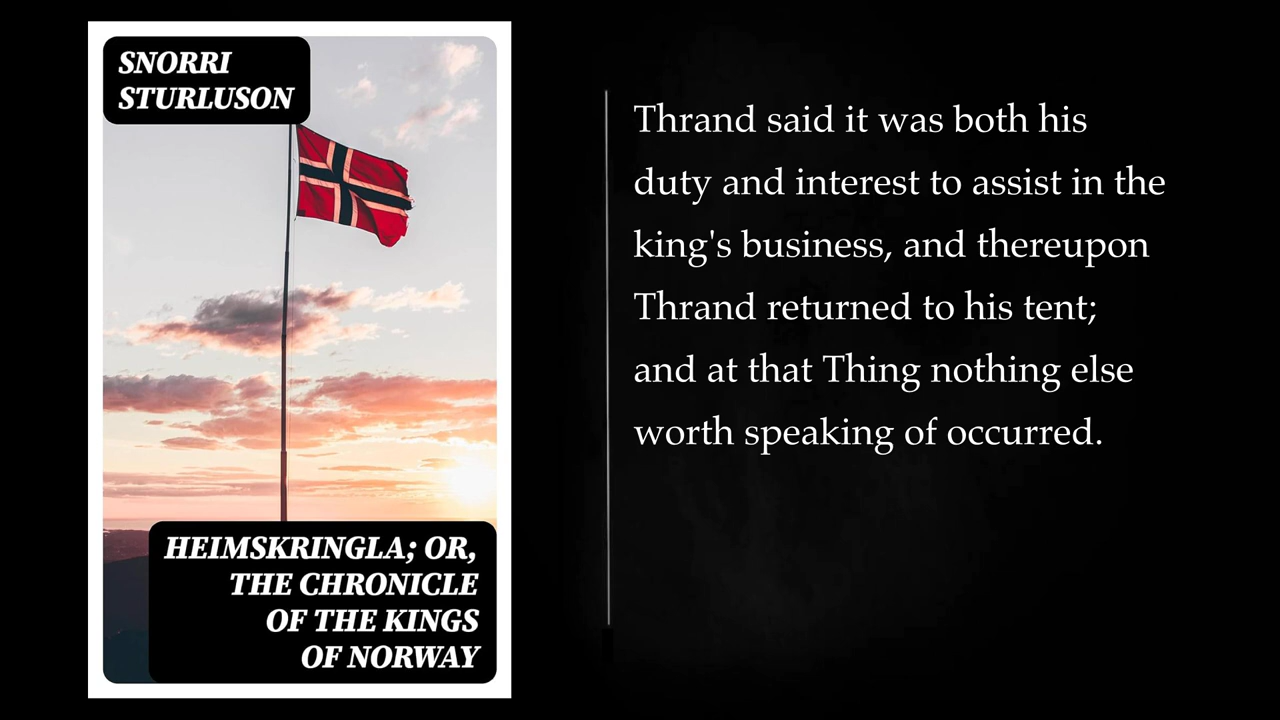 SNORRI
STURLUSON
HEIMSKRINGLA; OR,
THE CHRONICLE
OF THE KINGS
OF NORWAY
Thrand said it was both his
duty and interest to assist in the
king's business, and thereupon
Thrand returned to his tent;
and at that Thing nothing else
worth speaking of occurred.